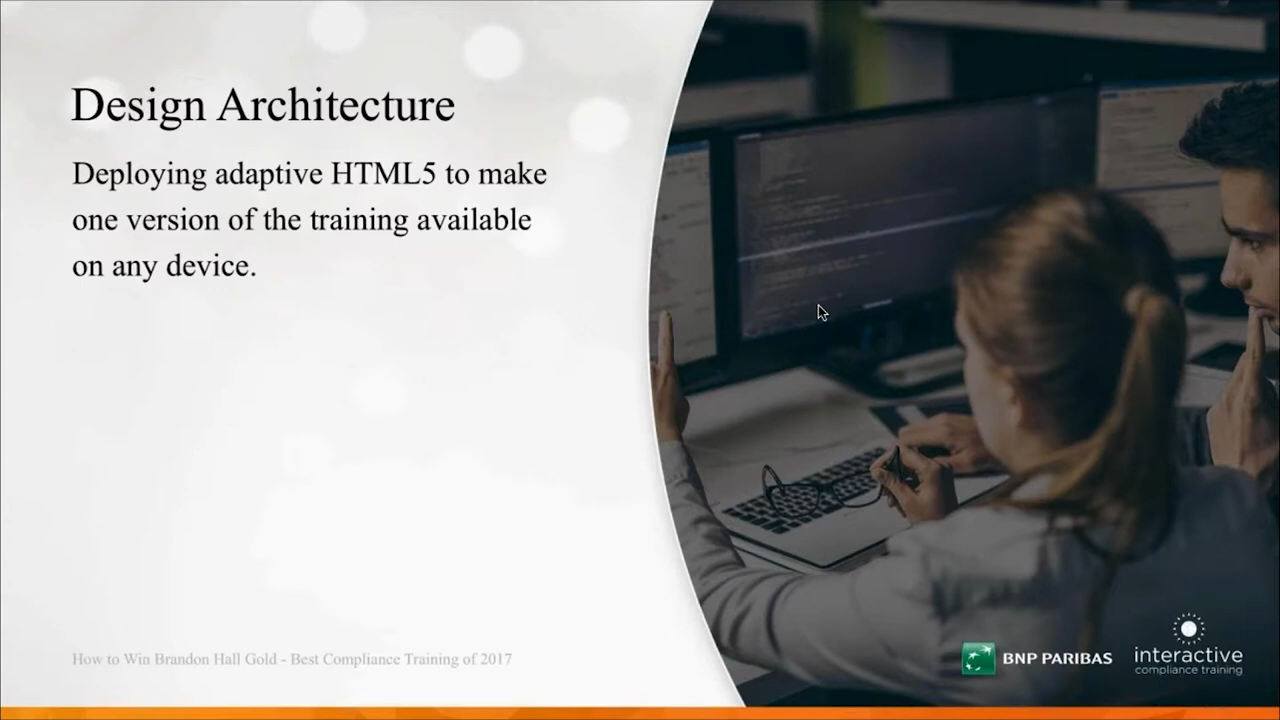 Design Architecture
Deploying adaptive HTML5 to make
one version of the training available
on any device.
How to Win Brandon Hall Gold - Best Compliance Training of 2017
BNP PARIBAS
interactive
compliance training